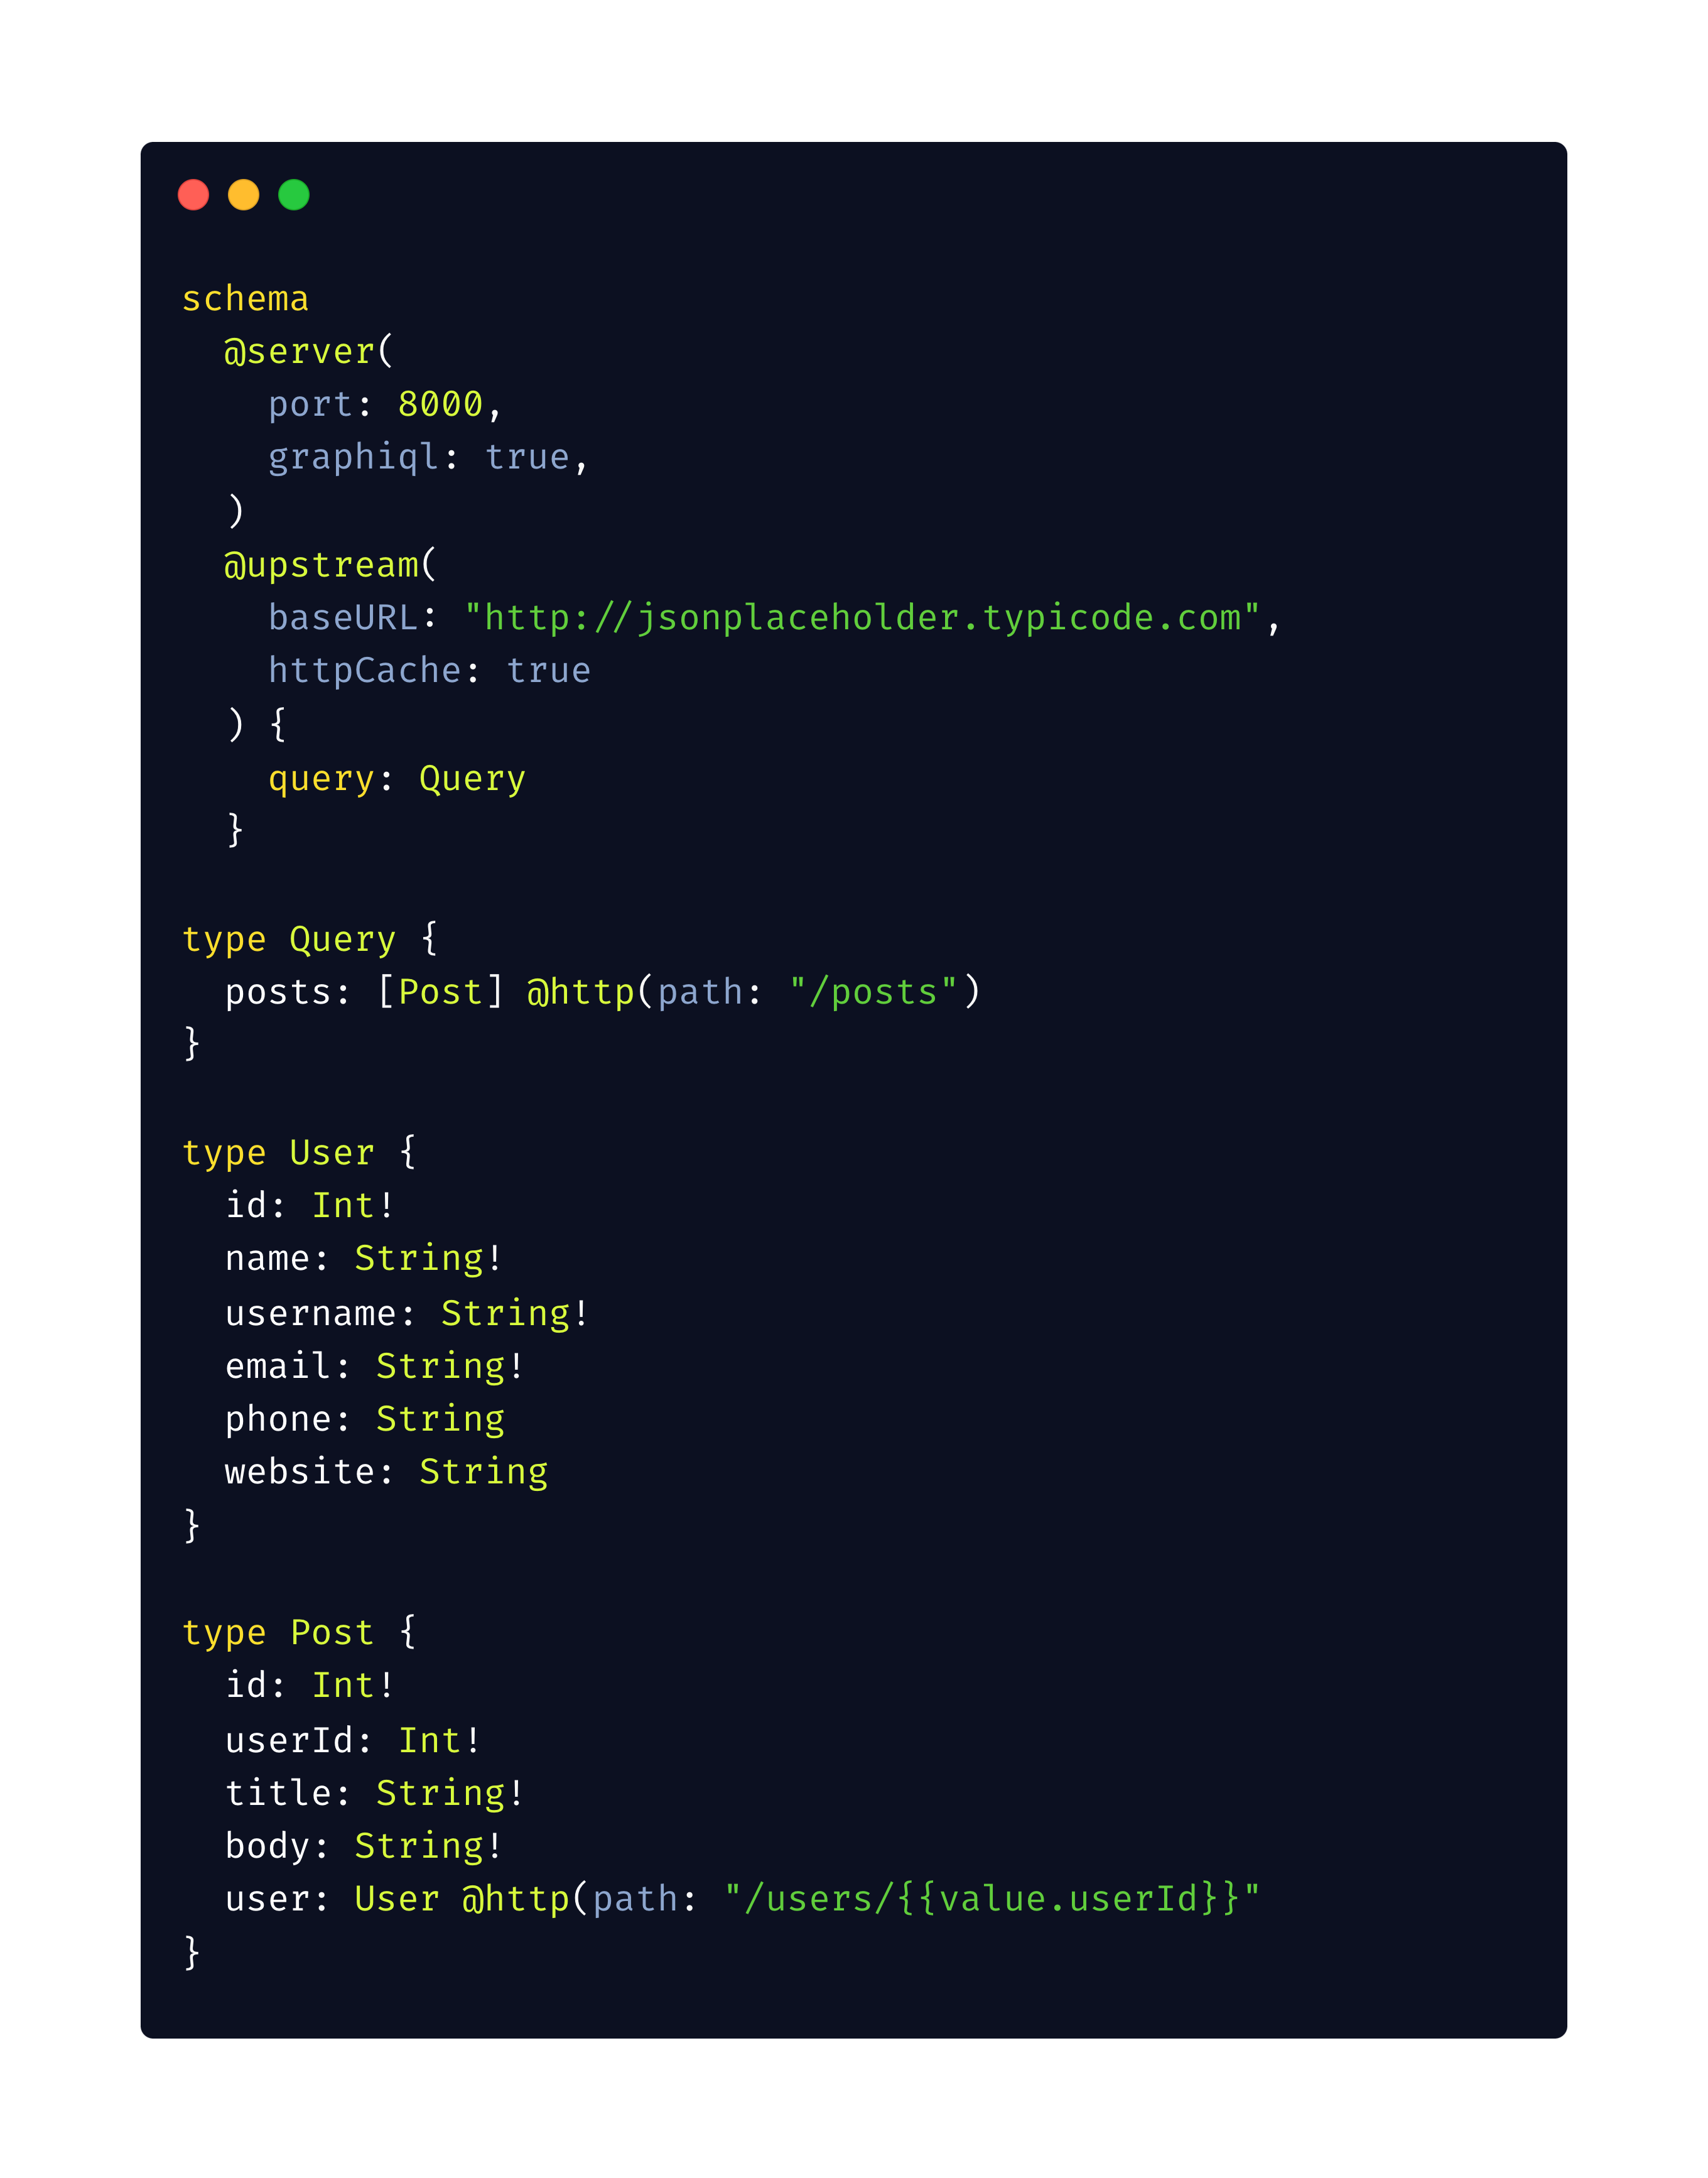 schema
  @server(
    port: 8000,
    graphiql: true,
  )
  @upstream(
    baseURL: "http://jsonplaceholder.typicode.com",
    httpCache: true
  ) {
    query: Query
  }

type Query {
  posts: [Post] @http(path: "/posts")
}

type User {
  id: Int!
  name: String!
  username: String!
  email: String!
  phone: String
  website: String
}

type Post {
  id: Int!
  userId: Int!
  title: String!
  body: String!
  user: User @http(path: "/users/{{value.userId}}"
}